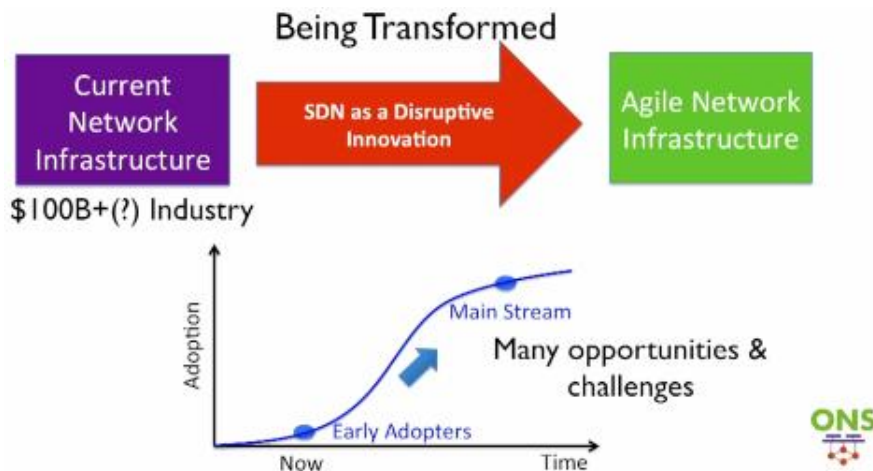 Being Transformed
Current
Network
Infrastructure
SDN as a Disruptive
Innovation
Agile Network
Infrastructure
$100B+(?) Industry
Adoption
Main Stream
Many opportunities &
challenges
Early Adopters
Now
Time
ONS